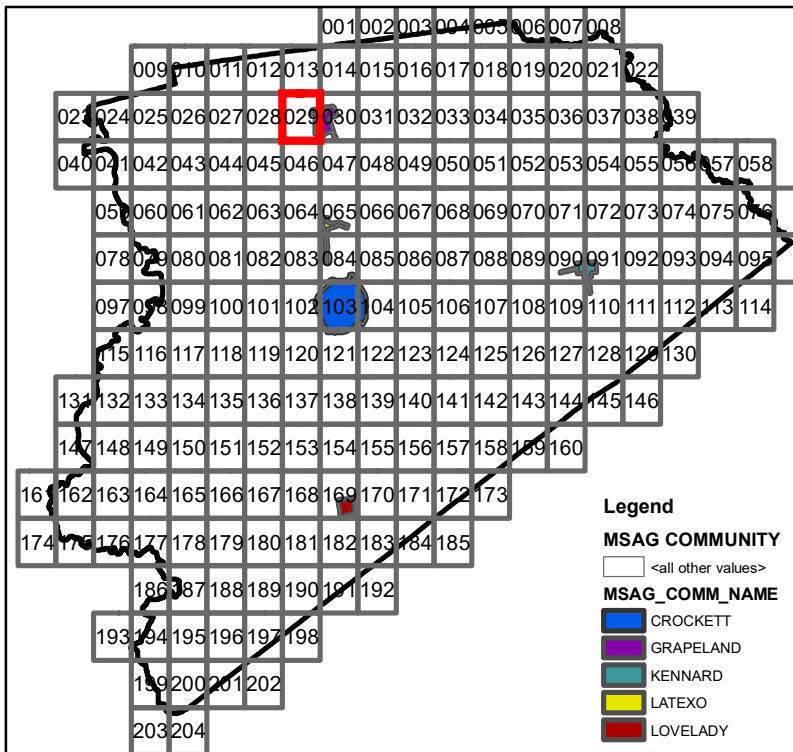 001 002 003 004 005 006 007 008
009 010 011 012 013 014 015 016 017 018 019 020 021 022
023 024 025 026 027 028 029 030 031 032 033 034 035 036 037 038 039
040 041 042 043 044 045 046 047 048 049 050 051 052 053 054 055 056 057 058
059 060 061 062 063 064 065 066 067 068 069 070 071 072 073 074 075 076
078 079 080 081 082 083 084 085 086 087 088 089 090 091 092 093 094 095
097 098 099 100 101 102 103 104 105 106 107 108 109 110 111 112 113 114
115 116 117 118 119 120 121 122 123 124 125 126 127 128 129 130
131 132 133 134 135 136 137 138 139 140 141 142 143 144 145 146
147 148 149 150 151 152 153 154 155 156 157 158 159 160
161 162 163 164 165 166 167 168 169 170 171 172 173
174 175 176 177 178 179 180 181 182 183 184 185
186 187 188 189 190 191 192
193 194 195 196 197 198
199 200 201 202
203 204
Legend
MSAG COMMUNITY
<all other values>
MSAG_COMM_NAME
CROCKETT
GRAPELAND
KENNARD
LATEXO
LOVELADY